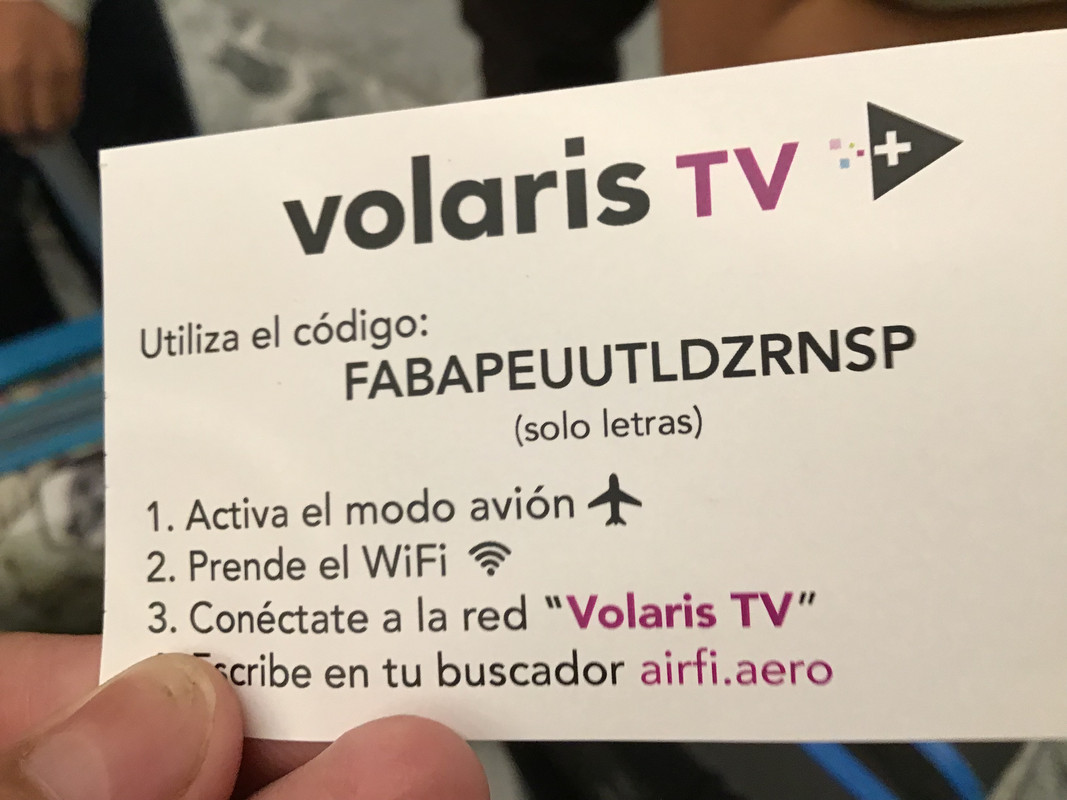 volaris TV +
Utiliza el código:
FABAPEUUTLDZRNSP
(solo letras)
1. Activa el modo avión
2. Prende el WiFi
3. Conéctate a la red "Volaris TV"
Escribe en tu buscador airfi.aero